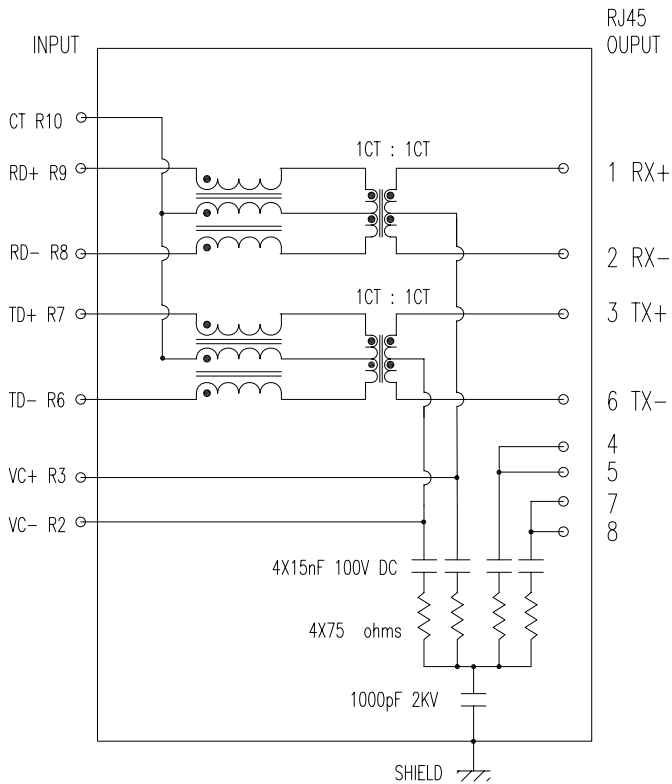 INPUT
RJ45
OUPUT
CT R10
1CT : 1CT
RD+ R9
1 RX+
RD- R8
2 RX-
TD+ R7
1CT : 1CT
3 TX+
TD- R6
6 TX-
4
VC+ R3
5
7
VC- R2
8
4X15nF 100V DC
4X75 ohms
1000pF 2KV
SHIELD